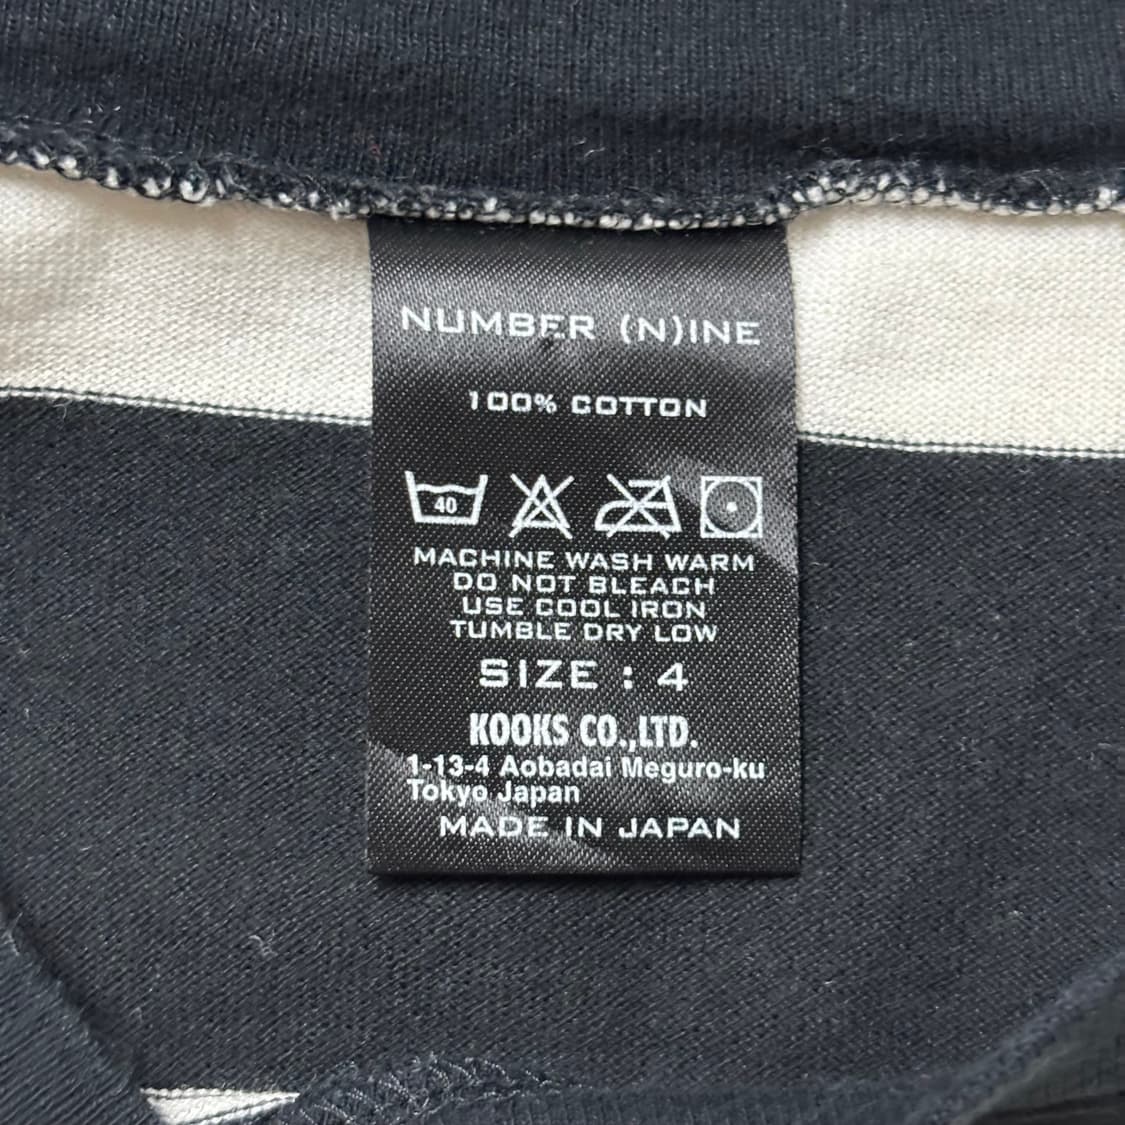 NUMBER (N)INE
100% COTTON
40
MACHINE WASH WARM
DO NOT BLEACH
USE COOL IRON
TUMBLE DRY LOW
SIZE : 4
KOOKS CO.,LTD.
1-13-4 Aobadai Meguro-ku
Tokyo Japan
MADE IN JAPAN